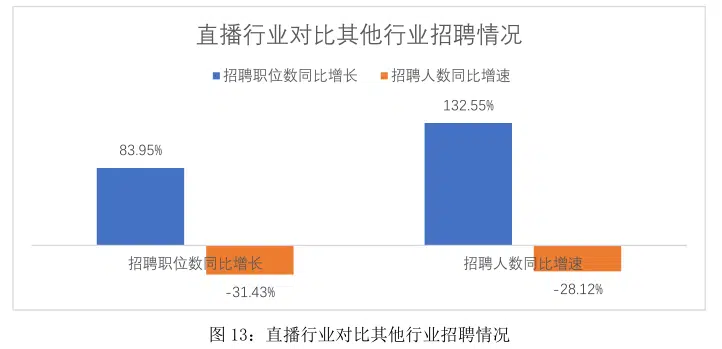 直播行业对比其他行业招聘情况
招聘职位数同比增长 招聘人数同比增速
132.55%
83.95%
招聘职位数同比增长 招聘人数同比增速
-31.43% -28.12%
图 13：直播行业对比其他行业招聘情况